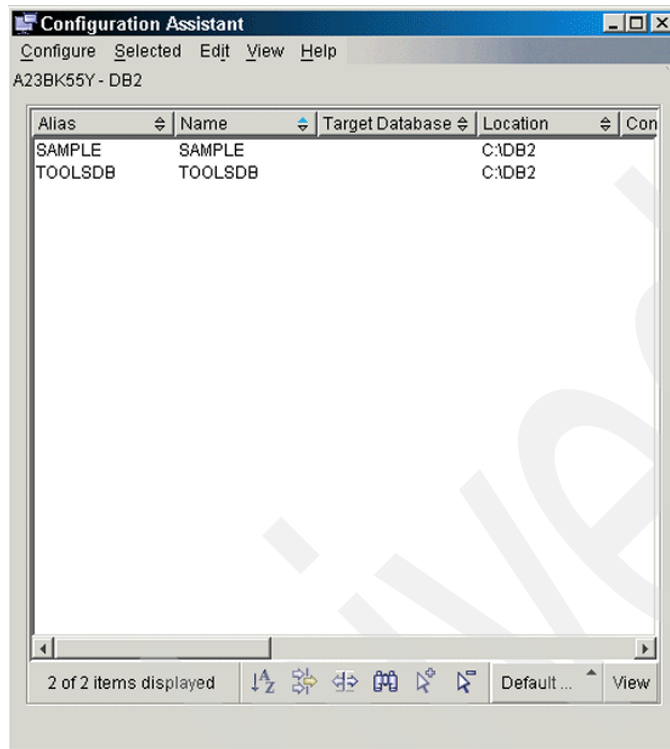 Configuration Assistant
Configure Selected Edit View Help
A23BK55Y - DB2
Alias Name Target Database Location Con
SAMPLE SAMPLE C:\DB2
TOOLSDB TOOLSDB C:\DB2
2 of 2 items displayed Default ... View